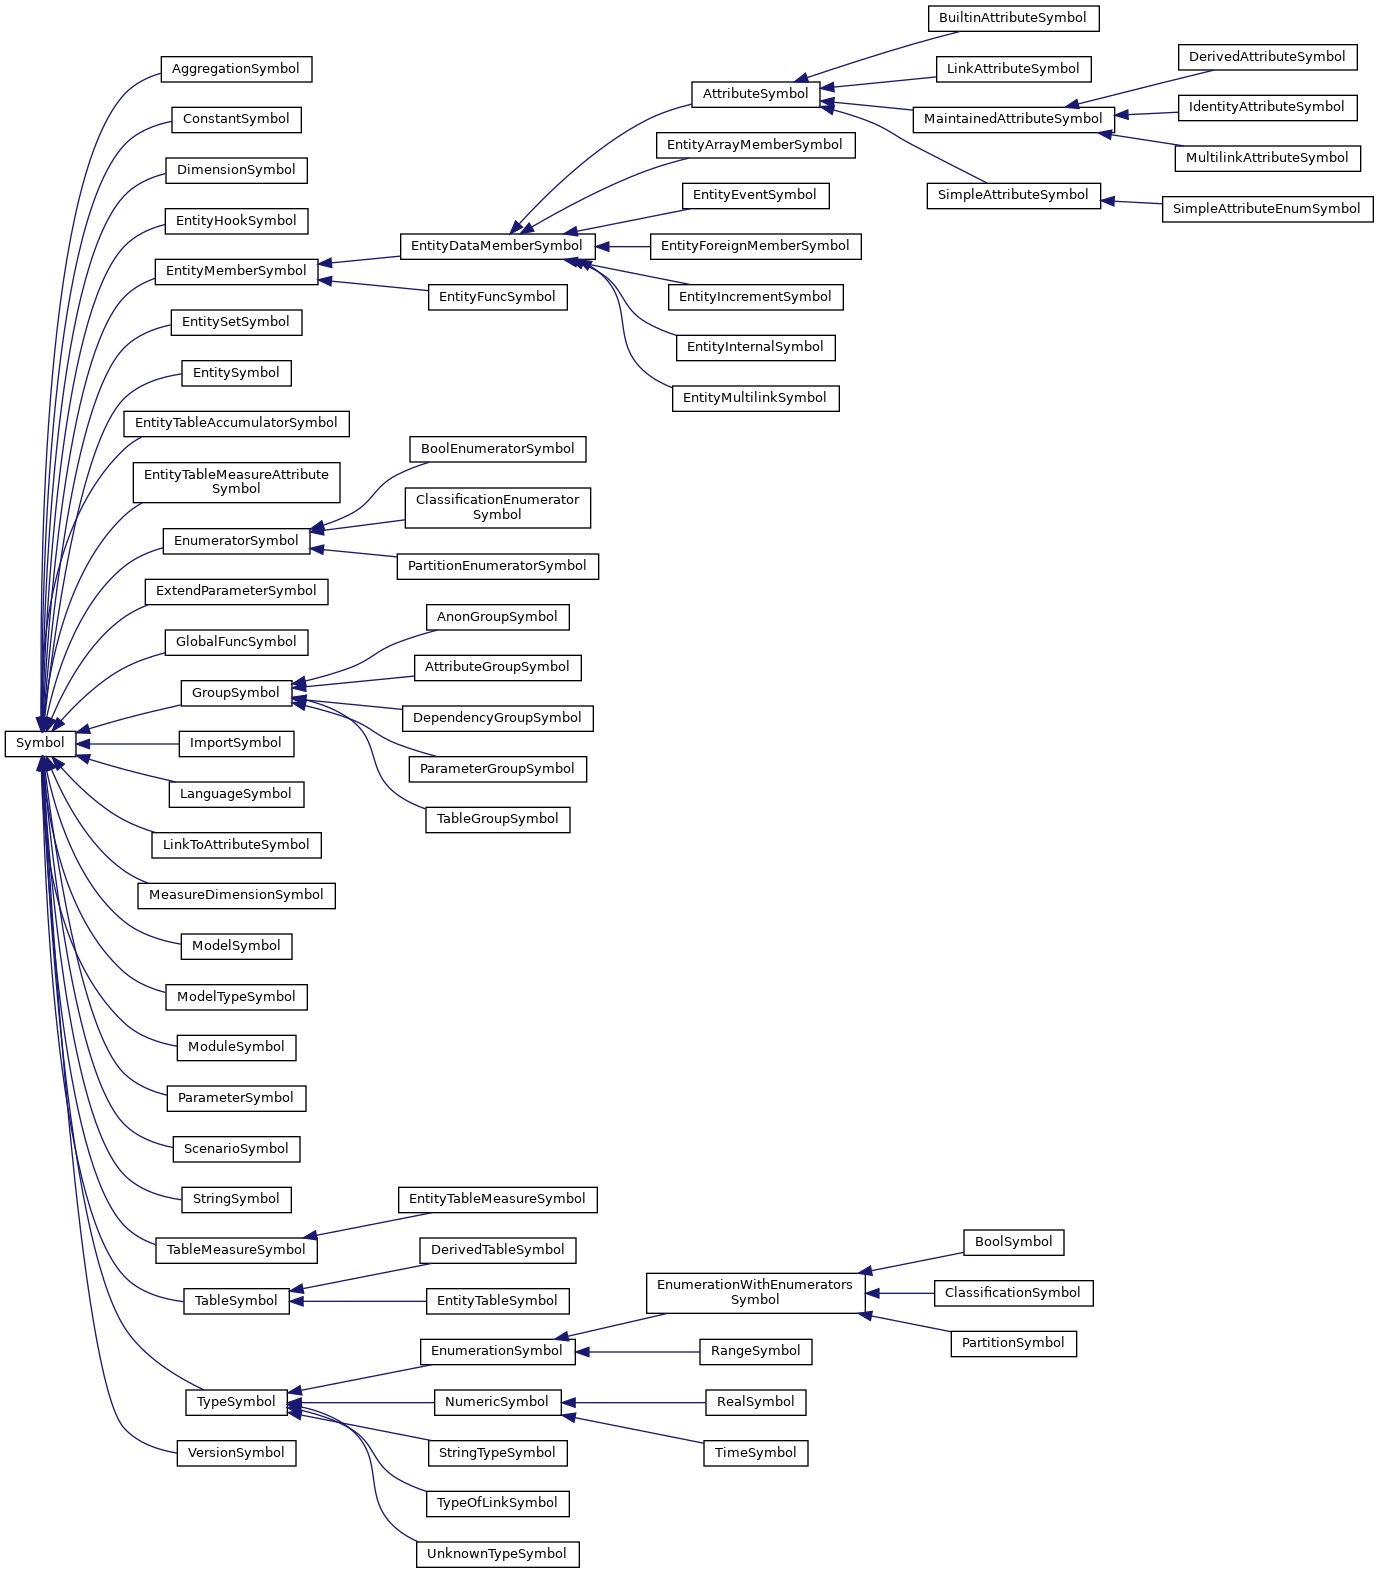 BuiltinAttributeSymbol
DerivedAttributeSymbol
AggregationSymbol
LinkAttributeSymbol
AttributeSymbol
IdentityAttributeSymbol
ConstantSymbol
MaintainedAttributeSymbol
EntityArrayMemberSymbol
MultilinkAttributeSymbol
DimensionSymbol
EntityEventSymbol
SimpleAttributeSymbol
SimpleAttributeEnumSymbol
EntityHookSymbol
EntityDataMemberSymbol
EntityForeignMemberSymbol
EntityMemberSymbol
EntityFuncSymbol
EntityIncrementSymbol
EntitySetSymbol
EntityInternalSymbol
EntitySymbol
EntityMultilinkSymbol
EntityTableAccumulatorSymbol
BoolEnumeratorSymbol
EntityTableMeasureAttribute
Symbol
ClassificationEnumerator
Symbol
EnumeratorSymbol
PartitionEnumeratorSymbol
ExtendParameterSymbol
AnonGroupSymbol
GlobalFuncSymbol
AttributeGroupSymbol
GroupSymbol
DependencyGroupSymbol
Symbol
ImportSymbol
ParameterGroupSymbol
LanguageSymbol
TableGroupSymbol
LinkToAttributeSymbol
MeasureDimensionSymbol
ModelSymbol
ModelTypeSymbol
ModuleSymbol
ParameterSymbol
ScenarioSymbol
StringSymbol
EntityTableMeasureSymbol
TableMeasureSymbol
DerivedTableSymbol
BoolSymbol
TableSymbol
EntityTableSymbol
EnumerationWithEnumerators
Symbol
ClassificationSymbol
EnumerationSymbol
RangeSymbol
PartitionSymbol
TypeSymbol
NumericSymbol
RealSymbol
VersionSymbol
StringTypeSymbol
TimeSymbol
TypeOfLinkSymbol
UnknownTypeSymbol